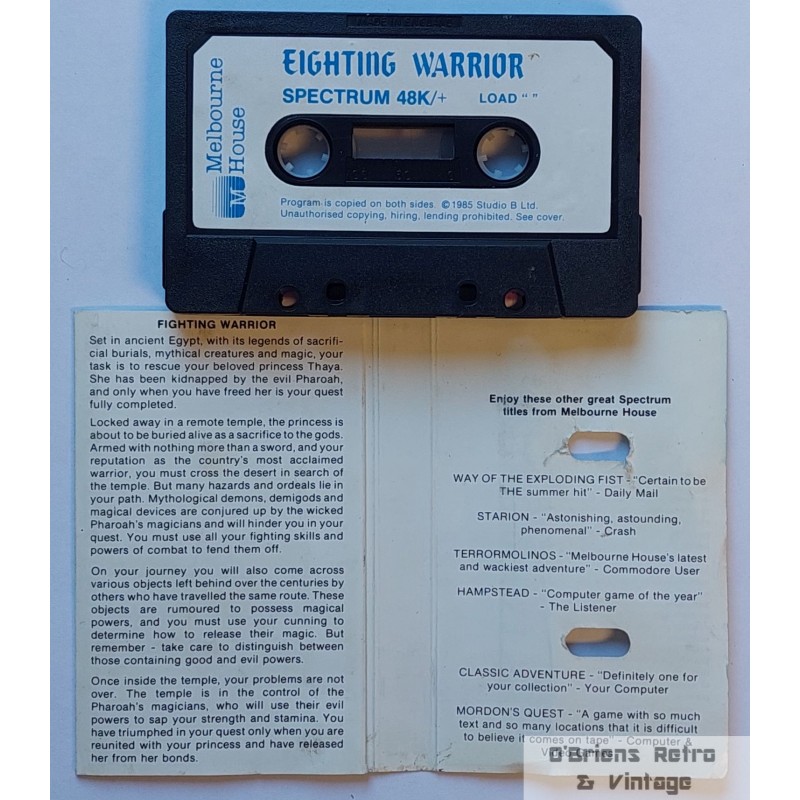 FIGHTING WARRIOR
SPECTRUM 48K/+ LOAD “ ”
Melbourne
House
M
Program is copied on both sides. ©1985 Studio B Ltd.
Unauthorised copying, hiring, lending prohibited. See cover.
FIGHTING WARRIOR
Set in ancient Egypt, with its legends of sacrifi-
cial burials, mythical creatures and magic, your
task is to rescue your beloved princess Thaya.
She has been kidnapped by the evil Pharoah,
and only when you have freed her is your quest
fully completed.
Locked away in a remote temple, the princess is
about to be buried alive as a sacrifice to the gods.
Armed with nothing more than a sword, and your
reputation as the country's most acclaimed
warrior, you must cross the desert in search of
the temple. But many hazards and ordeals lie in
your path. Mythological demons, demigods and
magical devices are conjured up by the wicked
Pharoah's magicians and will hinder you in your
quest. You must use all your fighting skills and
powers of combat to fend them off.
On your journey you will also come across
various objects left behind over the centuries by
others who have travelled the same route. These
objects are rumoured to possess magical
powers, and you must use your cunning to
determine how to release their magic. But
remember - take care to distinguish between
those containing good and evil powers.
Once inside the temple, your problems are not
over. The temple is in the control of the
Pharoah's magicians, who will use their evil
powers to sap your strength and stamina. You
have triumphed in your quest only when you are
reunited with your princess and have released
her from her bonds.
Enjoy these other great Spectrum
titles from Melbourne House
WAY OF THE EXPLODING FIST - “Certain to be
THE summer hit” - Daily Mail
STARION - “Astonishing, astounding,
phenomenal” - Crash
TERRORMOLINOS - “Melbourne House's latest
and wackiest adventure” - Commodore User
HAMPSTEAD - “Computer game of the year”
- The Listener
CLASSIC ADVENTURE - “Definitely one for
your collection” - Your Computer
MORDON'S QUEST - “A game with so much
text and so many locations that it is difficult
to believe it comes on tape” - Computer &
O'Briens Retro
& Vintage